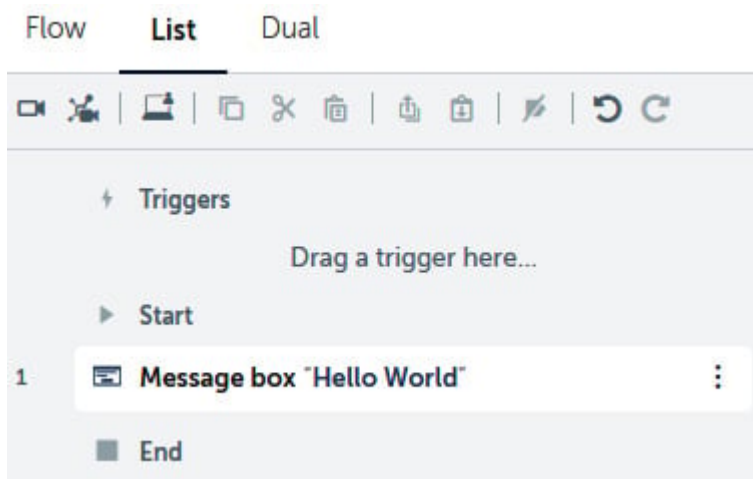 Flow List Dual
Triggers
Drag a trigger here...
Start
1 Message box "Hello World"
End